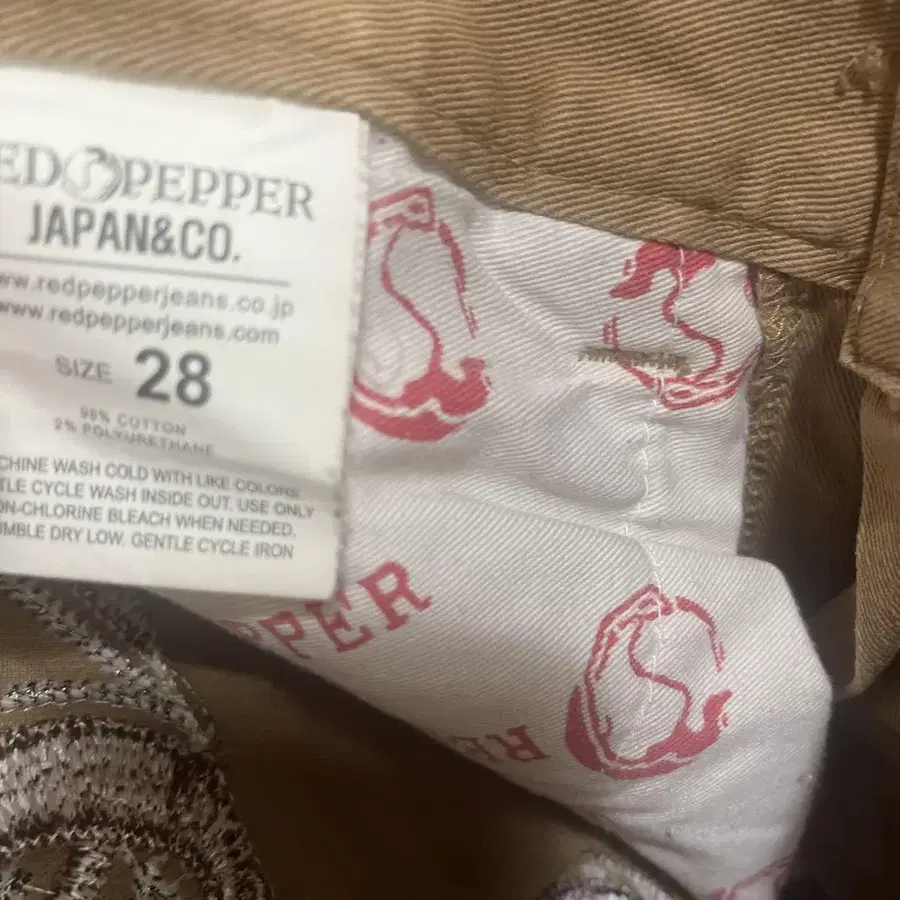 ED PEPPER
JAPAN&CO.
ww.redpepperjeans.co.jp
www.redpepperjeans.com
SIZE 28
98% COTTON
2% POLYURETHANE
CHINE WASH COLD WITH LIKE COLORS
TLE CYCLE WASH INSIDE OUT. USE ONLY
ON-CHLORINE BLEACH WHEN NEEDED,
UMBLE DRY LOW. GENTLE CYCLE IRON
PPER
RE